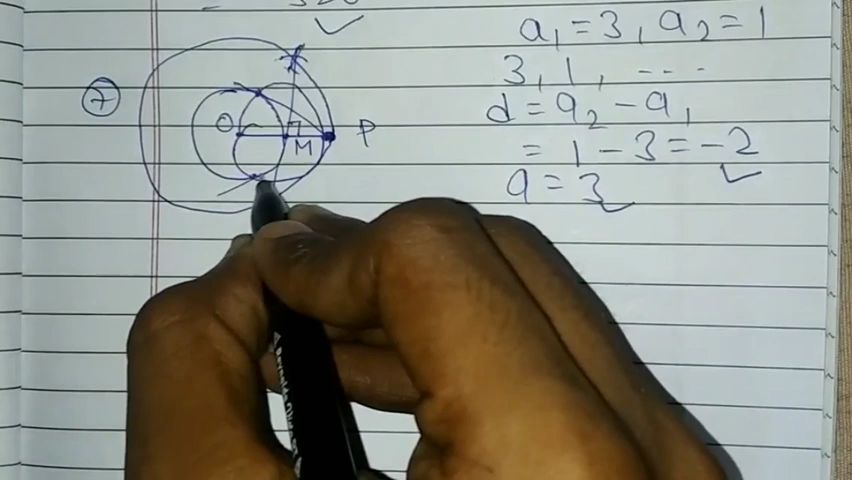 a₁ = 3, a₂ = 1
3, 1, ----
d = a₂ - a₁
= 1 - 3 = -2
a = 3
7
O M P